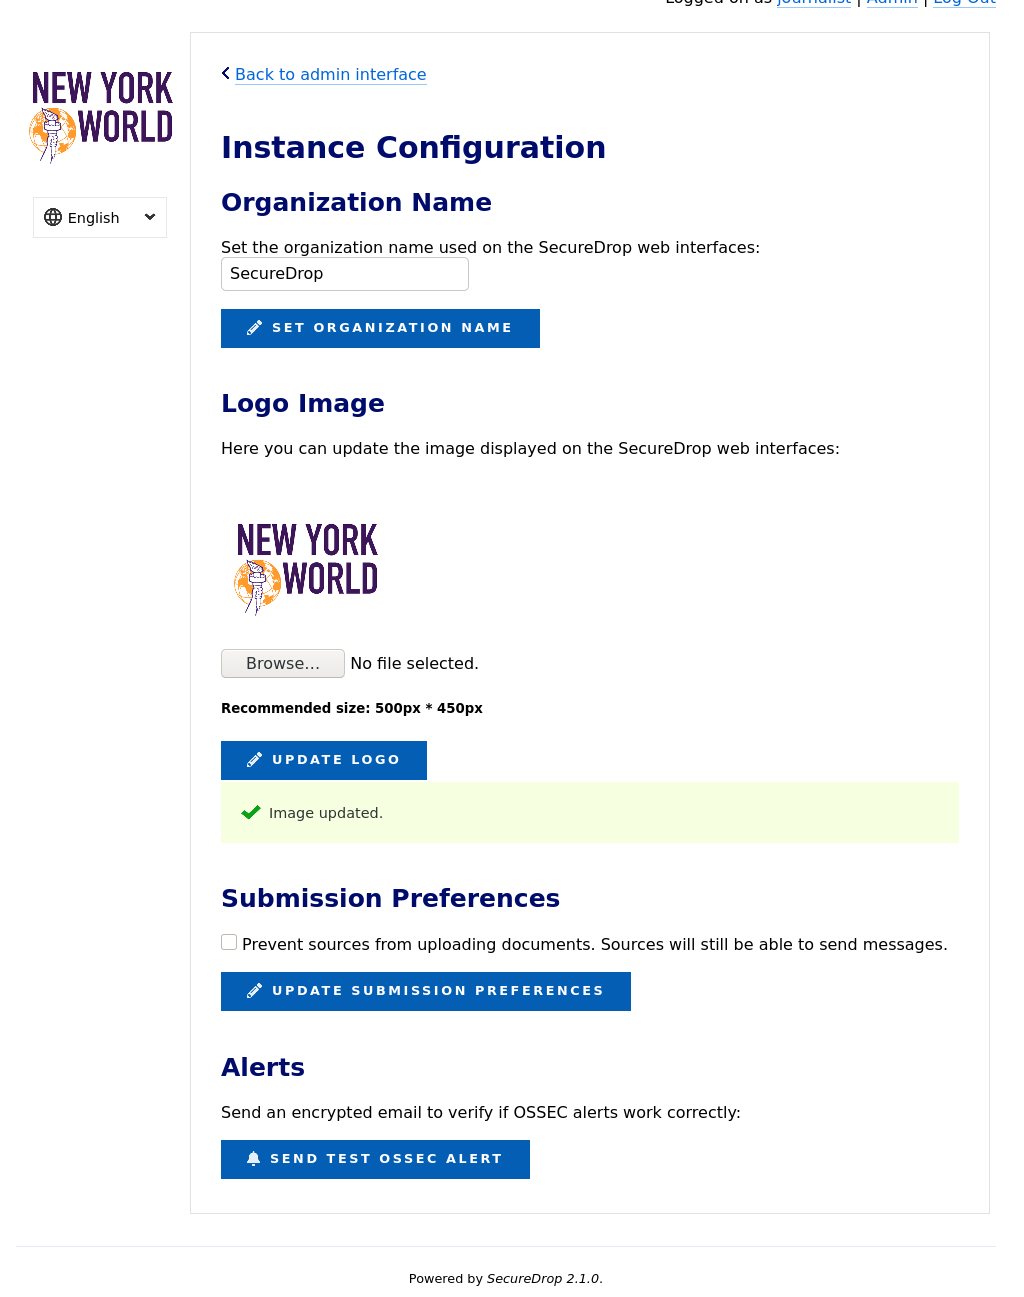 Logged on as Journalist | Admin | Log Out
NEW YORK
WORLD
English
Back to admin interface
Instance Configuration
Organization Name
Set the organization name used on the SecureDrop web interfaces:
SecureDrop
SET ORGANIZATION NAME
Logo Image
Here you can update the image displayed on the SecureDrop web interfaces:
NEW YORK
WORLD
Browse... No file selected.
Recommended size: 500px * 450px
UPDATE LOGO
Image updated.
Submission Preferences
Prevent sources from uploading documents. Sources will still be able to send messages.
UPDATE SUBMISSION PREFERENCES
Alerts
Send an encrypted email to verify if OSSEC alerts work correctly:
SEND TEST OSSEC ALERT
Powered by SecureDrop 2.1.0.